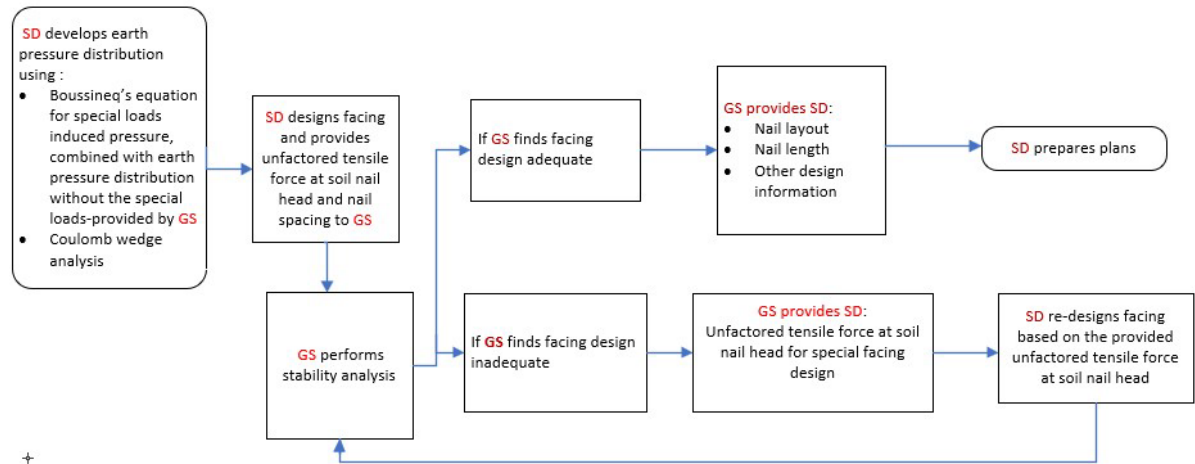 SD develops earth
pressure distribution
using :
• Boussineq's equation
for special loads
induced pressure,
combined with earth
pressure distribution
without the special
loads-provided by GS
• Coulomb wedge
analysis
SD designs facing
and provides
unfactored tensile
force at soil nail
head and nail
spacing to GS
GS performs
stability analysis
If GS finds facing
design adequate
GS provides SD:
• Nail layout
• Nail length
• Other design
information
SD prepares plans
If GS finds facing design
inadequate
GS provides SD:
Unfactored tensile force at soil
nail head for special facing
design
SD re-designs facing
based on the provided
unfactored tensile force
at soil nail head